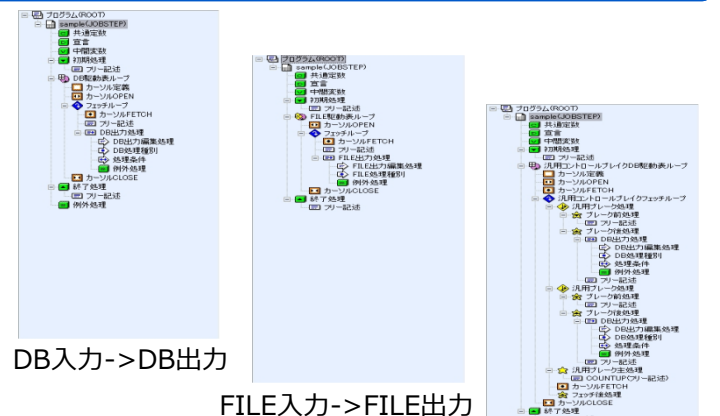 プログラム(ROOT)
sample(JOBSTEP)
共通定数
宣言
中間変数
初期処理
フリー記述
DB駆動表ループ
カーソル定義
カーソルOPEN
フェッチループ
カーソルFETCH
フリー記述
DB出力処理
DB出力編集処理
DB処理種別
処理条件
例外処理
カーソルCLOSE
終了処理
フリー記述
例外処理
DB入力->DB出力
プログラム(ROOT)
sample(JOBSTEP)
共通定数
宣言
中間変数
初期処理
フリー記述
FILE駆動表ループ
カーソルOPEN
フェッチループ
カーソルFETCH
フリー記述
FILE出力処理
FILE出力編集処理
FILE処理種別
例外処理
カーソルCLOSE
終了処理
フリー記述
FILE入力->FILE出力
プログラム(ROOT)
sample(JOBSTEP)
共通定数
宣言
中間変数
初期処理
フリー記述
汎用コントロールブレイクDB駆動表ループ
カーソル定義
カーソルOPEN
カーソルFETCH
汎用コントロールブレイクフェッチループ
汎用ブレーク処理
ブレーク前処理
フリー記述
ブレーク後処理
DB出力処理
DB出力編集処理
DB処理種別
処理条件
例外処理
フリー記述
汎用ブレーク処理
ブレーク前処理
フリー記述
ブレーク後処理
DB出力処理
DB出力編集処理
DB処理種別
処理条件
例外処理
フリー記述
汎用ブレーク主処理
COUNTUP(フリー記述)
カーソルFETCH
フェッチ後処理
カーソルCLOSE
終了処理